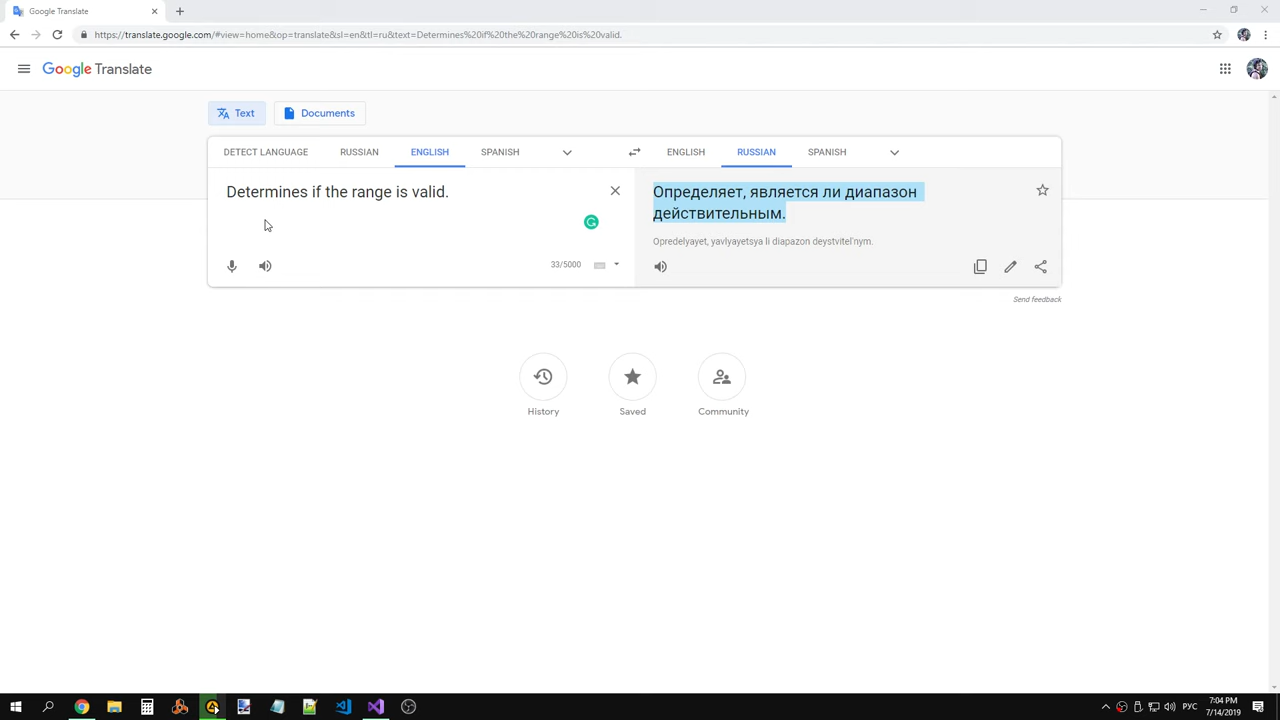 Google Translate
https://translate.google.com/#view=home&op=translate&sl=en&tl=ru&text=Determines%20if%20the%20range%20is%20valid.
Google Translate
Text
Documents
DETECT LANGUAGE RUSSIAN ENGLISH SPANISH
ENGLISH RUSSIAN SPANISH
Determines if the range is valid.
33/5000
Определяет, является ли диапазон
действительным.
Opredelyayet, yavlyayetsya li diapazon deystvitel'nym.
Send feedback
History
Saved
Community
РУС
7:04 PM
7/14/2019